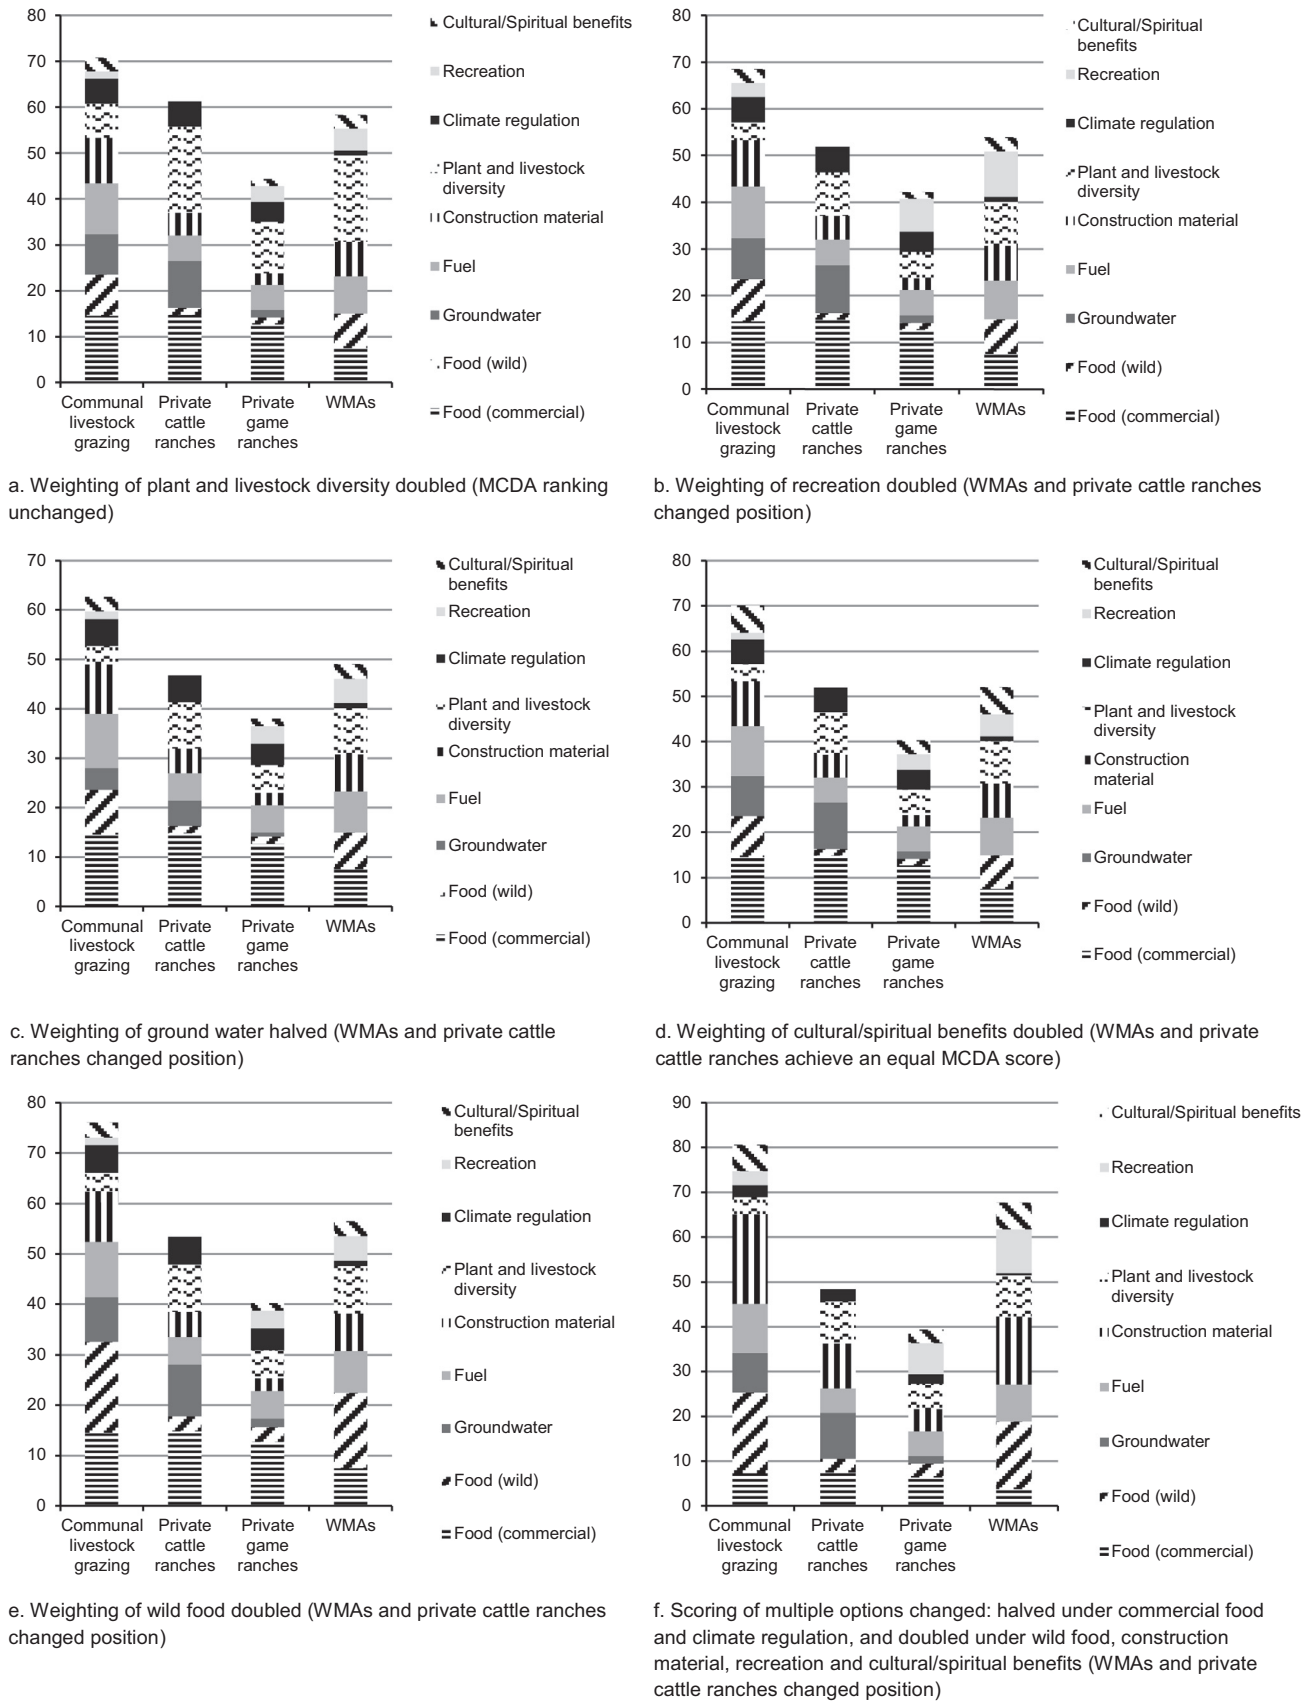 80
70
60
50
40
30
20
10
0
Communal
livestock
grazing
Private
cattle
ranches
Private
game
ranches
WMAs
Cultural/Spiritual benefits
Recreation
Climate regulation
Plant and livestock
diversity
Construction material
Fuel
Groundwater
Food (wild)
Food (commercial)
a. Weighting of plant and livestock diversity doubled (MCDA ranking
unchanged)
80
70
60
50
40
30
20
10
0
Communal
livestock
grazing
Private
cattle
ranches
Private
game
ranches
WMAs
Cultural/Spiritual
benefits
Recreation
Climate regulation
Plant and livestock
diversity
Construction material
Fuel
Groundwater
Food (wild)
Food (commercial)
b. Weighting of recreation doubled (WMAs and private cattle ranches
changed position)
70
60
50
40
30
20
10
0
Communal
livestock
grazing
Private
cattle
ranches
Private
game
ranches
WMAs
Cultural/Spiritual
benefits
Recreation
Climate regulation
Plant and livestock
diversity
Construction material
Fuel
Groundwater
Food (wild)
Food (commercial)
c. Weighting of ground water halved (WMAs and private cattle
ranches changed position)
80
70
60
50
40
30
20
10
0
Communal
livestock
grazing
Private
cattle
ranches
Private
game
ranches
WMAs
Cultural/Spiritual
benefits
Recreation
Climate regulation
Plant and livestock
diversity
Construction
material
Fuel
Groundwater
Food (wild)
Food (commercial)
d. Weighting of cultural/spiritual benefits doubled (WMAs and private
cattle ranches achieve an equal MCDA score)
80
70
60
50
40
30
20
10
0
Communal
livestock
grazing
Private
cattle
ranches
Private
game
ranches
WMAs
Cultural/Spiritual
benefits
Recreation
Climate regulation
Plant and livestock
diversity
Construction material
Fuel
Groundwater
Food (wild)
Food (commercial)
e. Weighting of wild food doubled (WMAs and private cattle ranches
changed position)
90
80
70
60
50
40
30
20
10
0
Communal
livestock
grazing
Private
cattle
ranches
Private
game
ranches
WMAs
Cultural/Spiritual benefits
Recreation
Climate regulation
Plant and livestock
diversity
Construction material
Fuel
Groundwater
Food (wild)
Food (commercial)
f. Scoring of multiple options changed: halved under commercial food
and climate regulation, and doubled under wild food, construction
material, recreation and cultural/spiritual benefits (WMAs and private
cattle ranches changed position)